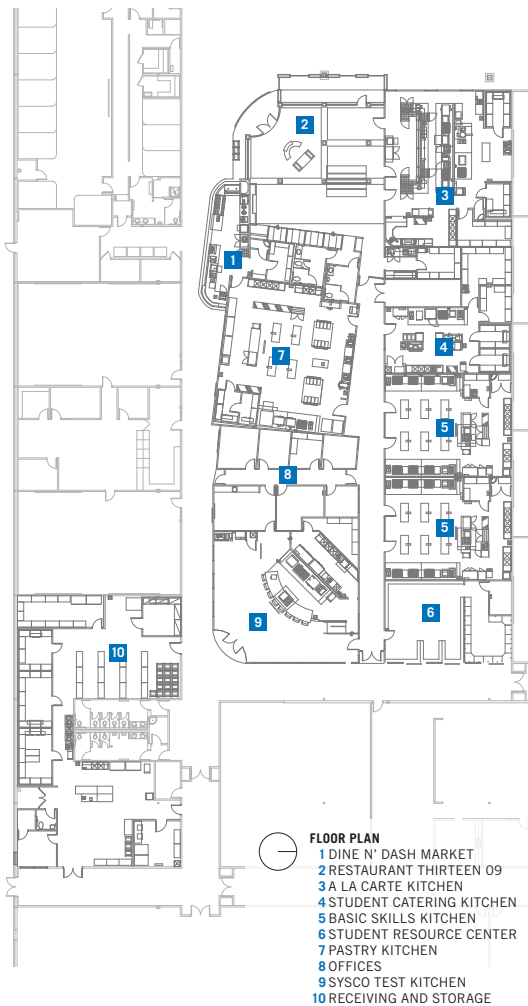 2
3
1
4
7
5
8
5
6
9
10
FLOOR PLAN
1 DINE N' DASH MARKET
2 RESTAURANT THIRTEEN 09
3 A LA CARTE KITCHEN
4 STUDENT CATERING KITCHEN
5 BASIC SKILLS KITCHEN
6 STUDENT RESOURCE CENTER
7 PASTRY KITCHEN
8 OFFICES
9 SYSCO TEST KITCHEN
10 RECEIVING AND STORAGE